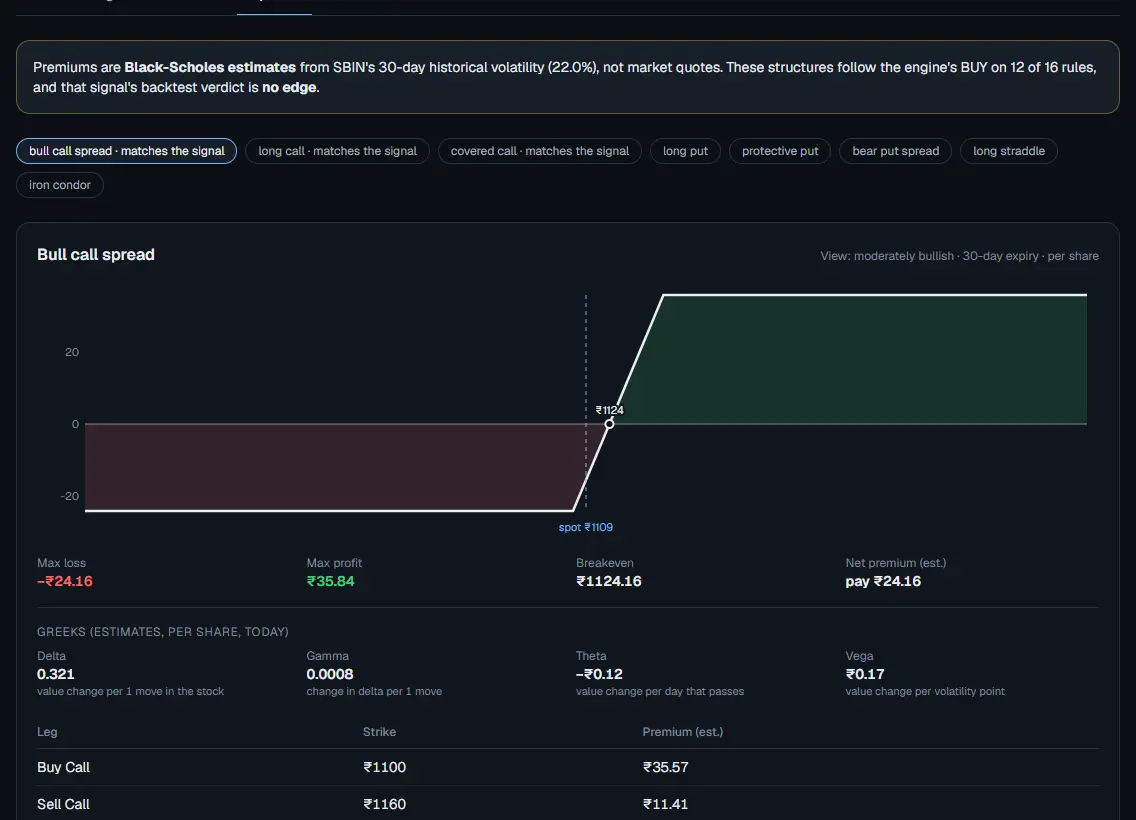 Premiums are Black-Scholes estimates from SBIN's 30-day historical volatility (22.0%), not market quotes. These structures follow the engine's BUY on 12 of 16 rules,
and that signal's backtest verdict is no edge.
bull call spread · matches the signal
long call · matches the signal
covered call · matches the signal
long put
protective put
bear put spread
long straddle
iron condor
Bull call spread
View: moderately bullish · 30-day expiry · per share
20
0
-20
₹1124
spot ₹1109
Max loss
Max profit
Breakeven
Net premium (est.)
−₹24.16
₹35.84
₹1124.16
pay ₹24.16
GREEKS (ESTIMATES, PER SHARE, TODAY)
Delta
Gamma
Theta
Vega
0.321
0.0008
−₹0.12
₹0.17
value change per 1 move in the stock
change in delta per 1 move
value change per day that passes
value change per volatility point
Leg
Strike
Premium (est.)
Buy Call
₹1100
₹35.57
Sell Call
₹1160
₹11.41